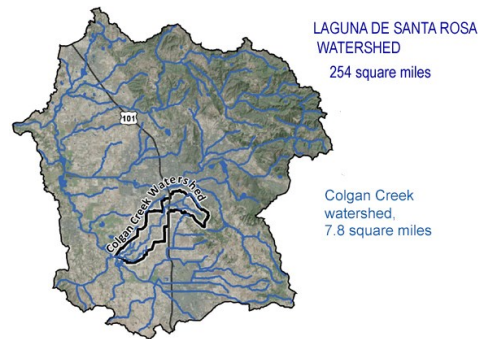 LAGUNA DE SANTA ROSA
WATERSHED
254 square miles
101
Colgan Creek Watershed
Colgan Creek
watershed,
7.8 square miles